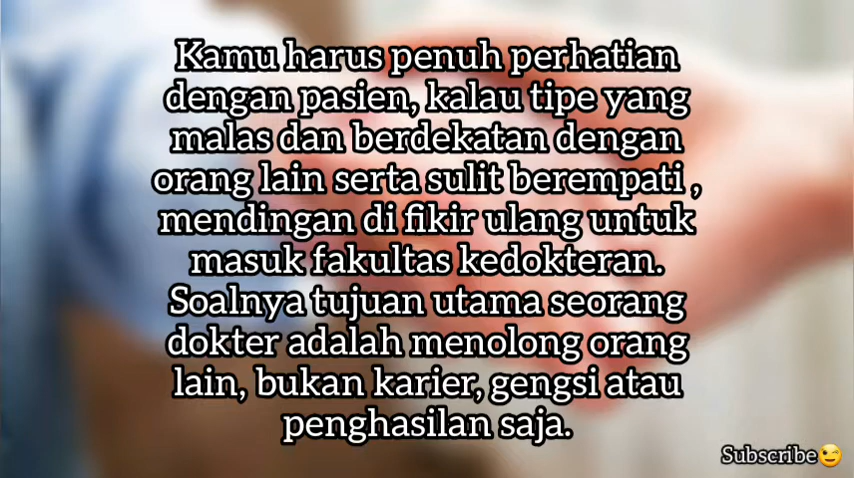 Kamu harus penuh perhatian
dengan pasien, kalau tipe yang
malas dan berdekatan dengan
orang lain serta sulit berempati ,
mendingan di fikir ulang untuk
masuk fakultas kedokteran.
Soalnya tujuan utama seorang
dokter adalah menolong orang
lain, bukan karier, gengsi atau
penghasilan saja.
Subscribe😉